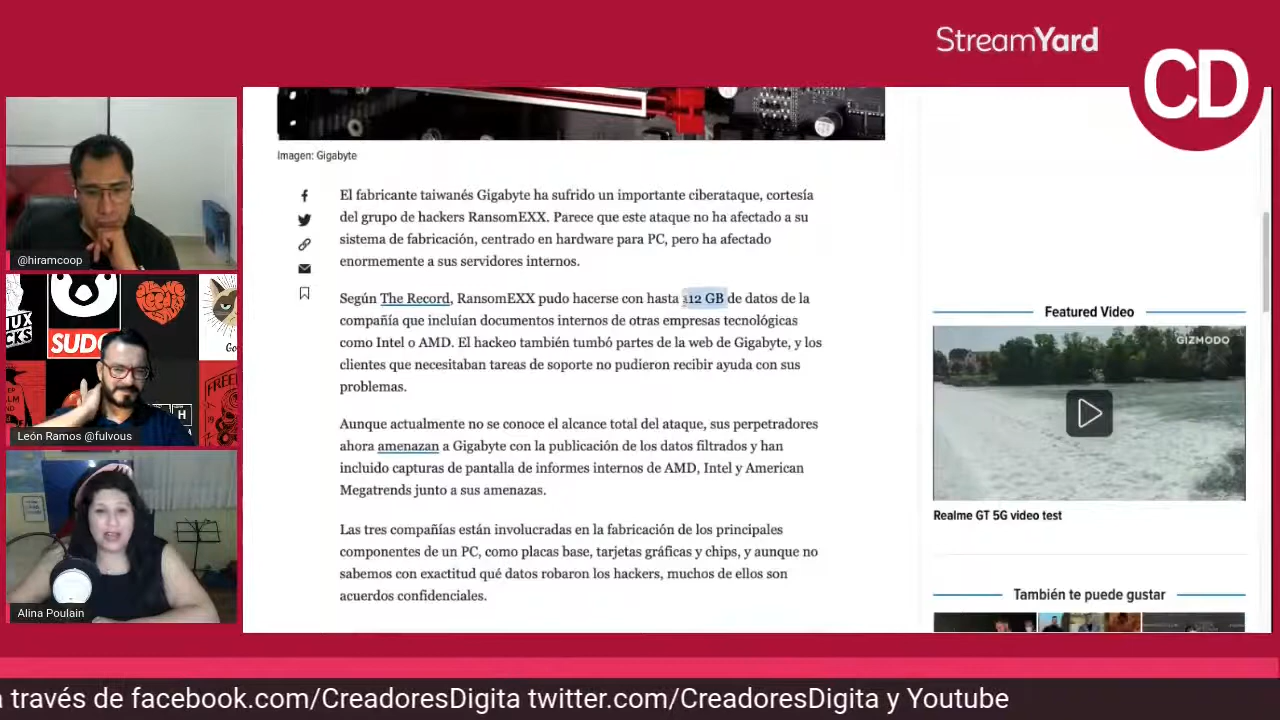 StreamYard
CD
@hiramcoop
SUDO
León Ramos @fulvous
Alina Poulain
Imagen: Gigabyte
El fabricante taiwanés Gigabyte ha sufrido un importante ciberataque, cortesía
del grupo de hackers RansomEXX. Parece que este ataque no ha afectado a su
sistema de fabricación, centrado en hardware para PC, pero ha afectado
enormemente a sus servidores internos.
Según The Record, RansomEXX pudo hacerse con hasta 112 GB de datos de la
compañía que incluían documentos internos de otras empresas tecnológicas
como Intel o AMD. El hackeo también tumbó partes de la web de Gigabyte, y los
clientes que necesitaban tareas de soporte no pudieron recibir ayuda con sus
problemas.
Aunque actualmente no se conoce el alcance total del ataque, sus perpetradores
ahora amenazan a Gigabyte con la publicación de los datos filtrados y han
incluido capturas de pantalla de informes internos de AMD, Intel y American
Megatrends junto a sus amenazas.
Las tres compañías están involucradas en la fabricación de los principales
componentes de un PC, como placas base, tarjetas gráficas y chips, y aunque no
sabemos con exactitud qué datos robaron los hackers, muchos de ellos son
acuerdos confidenciales.
Featured Video
GIZMODO
Realme GT 5G video test
También te puede gustar
a través de facebook.com/CreadoresDigita twitter.com/CreadoresDigita y Youtube